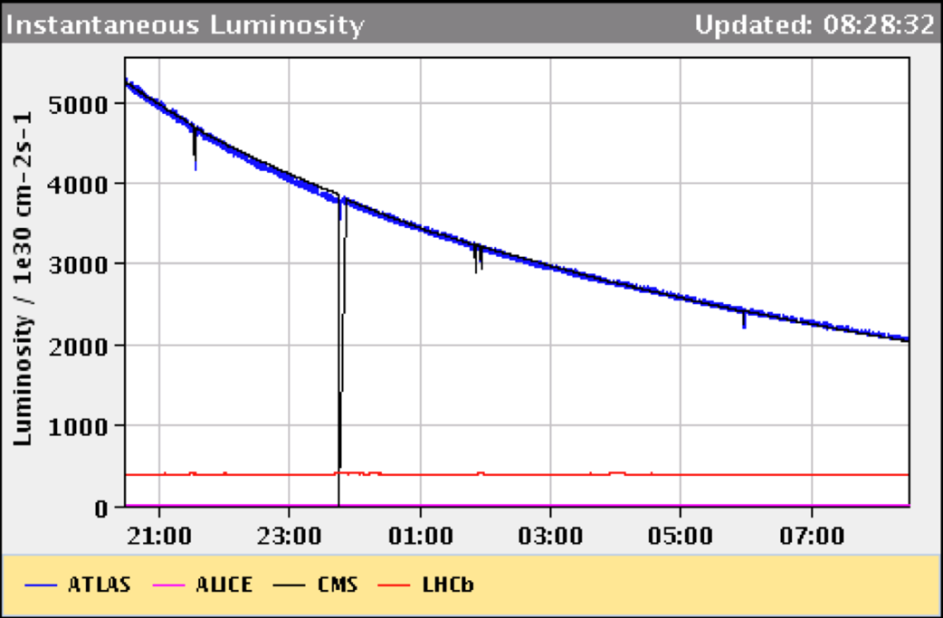 Instantaneous Luminosity Updated: 08:28:32
Luminosity / 1e30 cm-2s-1
5000
4000
3000
2000
1000
0
21:00 23:00 01:00 03:00 05:00 07:00
ATLAS ALICE CMS LHCb